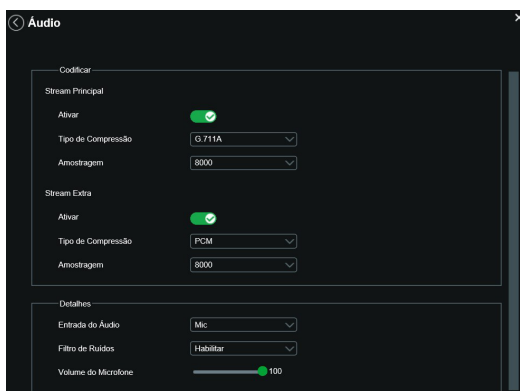 Áudio
Codificar
Stream Principal
Ativar
Tipo de Compressão G.711A
Amostragem 8000
Stream Extra
Ativar
Tipo de Compressão PCM
Amostragem 8000
Detalhes
Entrada do Áudio Mic
Filtro de Ruídos Habilitar
Volume do Microfone 100